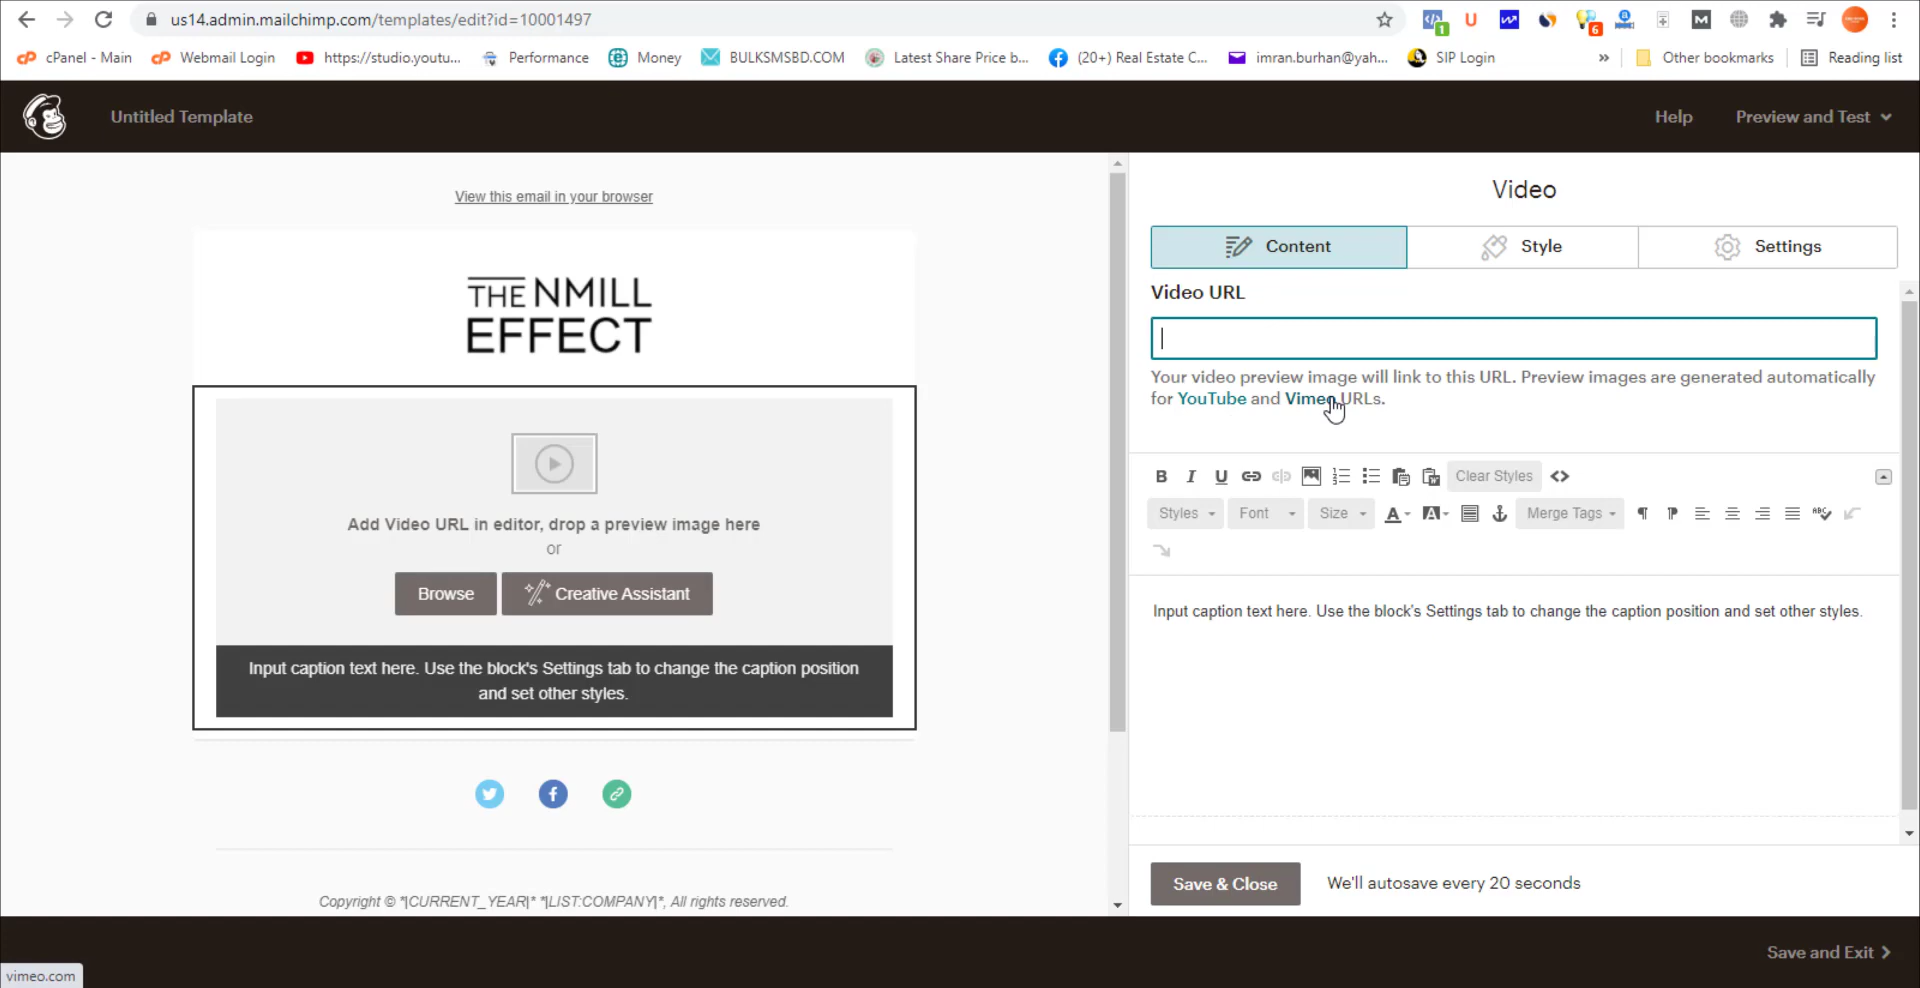 us14.admin.mailchimp.com/templates/edit?id=10001497
1
6
cPanel - Main
Webmail Login
https://studio.youtu...
Performance
Money
BULKSMSBD.COM
Latest Share Price b...
(20+) Real Estate C...
imran.burhan@yah...
SIP Login
»
Other bookmarks
Reading list
Untitled Template
Help
Preview and Test
View this email in your browser
THE NMILL
EFFECT
Add Video URL in editor, drop a preview image here
or
Browse
Creative Assistant
Input caption text here. Use the block's Settings tab to change the caption position
and set other styles.
Copyright © *|CURRENT_YEAR|* *|LIST:COMPANY|*, All rights reserved.
Video
Content
Style
Settings
Video URL
Your video preview image will link to this URL. Preview images are generated automatically
for YouTube and Vimeo URLs.
B I U
Clear Styles
Styles
Font
Size
A
A
Merge Tags
ABC
Input caption text here. Use the block's Settings tab to change the caption position and set other styles.
Save & Close
We'll autosave every 20 seconds
Save and Exit
vimeo.com